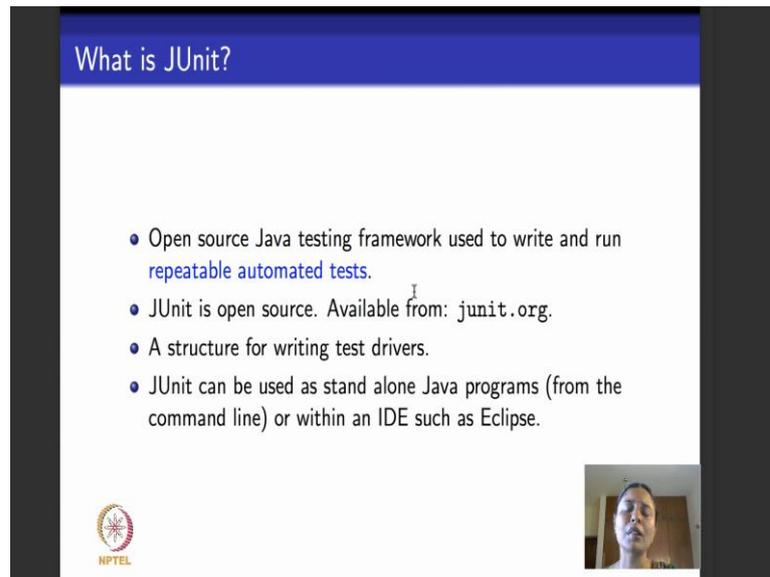 What is JUnit?
Open source Java testing framework used to write and run
repeatable automated tests.
JUnit is open source. Available from: junit.org.
A structure for writing test drivers.
JUnit can be used as stand alone Java programs (from the
command line) or within an IDE such as Eclipse.
NPTEL